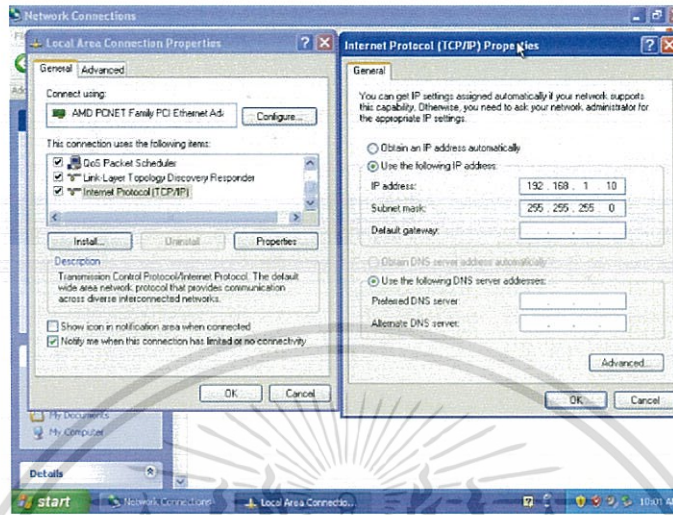 Network Connections
Local Area Connection Properties
General
Advanced
Connect using:
AMD PCNET Family PCI Ethernet Ad
Configure...
This connection uses the following items:
QoS Packet Scheduler
Link-Layer Topology Discovery Responder
Internet Protocol (TCP/IP)
Install...
Uninstall
Properties
Description
Transmission Control Protocol/Internet Protocol. The default
wide area network protocol that provides communication
across diverse interconnected networks.
Show icon in notification area when connected
Notify me when this connection has limited or no connectivity
OK
Cancel
Internet Protocol (TCP/IP) Properties
General
You can get IP settings assigned automatically if your network supports
this capability. Otherwise, you need to ask your network administrator for
the appropriate IP settings.
Obtain an IP address automatically
Use the following IP address:
IP address:
192 . 168 . 1 . 10
Subnet mask:
255 . 255 . 255 . 0
Default gateway:
Obtain DNS server address automatically
Use the following DNS server addresses:
Preferred DNS server:
Alternate DNS server:
Advanced...
OK
Cancel
My Documents
My Computer
Details
start
Network Connections
Local Area Connectio...
10:01 AM